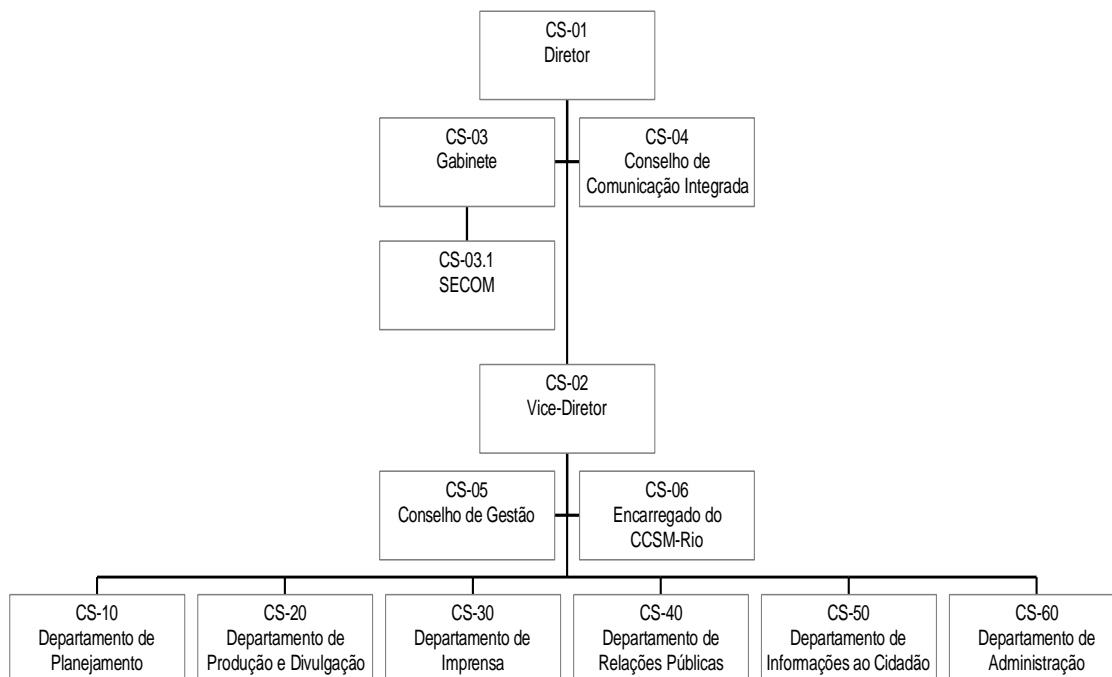 CS-01
Diretor
CS-03
Gabinete
CS-04
Conselho de
Comunicação Integrada
CS-03.1
SECOM
CS-02
Vice-Diretor
CS-05
Conselho de Gestão
CS-06
Encarregado do
CCSM-Rio
CS-10
Departamento de
Planejamento
CS-20
Departamento de
Produção e Divulgação
CS-30
Departamento de
Imprensa
CS-40
Departamento de
Relações Públicas
CS-50
Departamento de
Informações ao Cidadão
CS-60
Departamento de
Administração